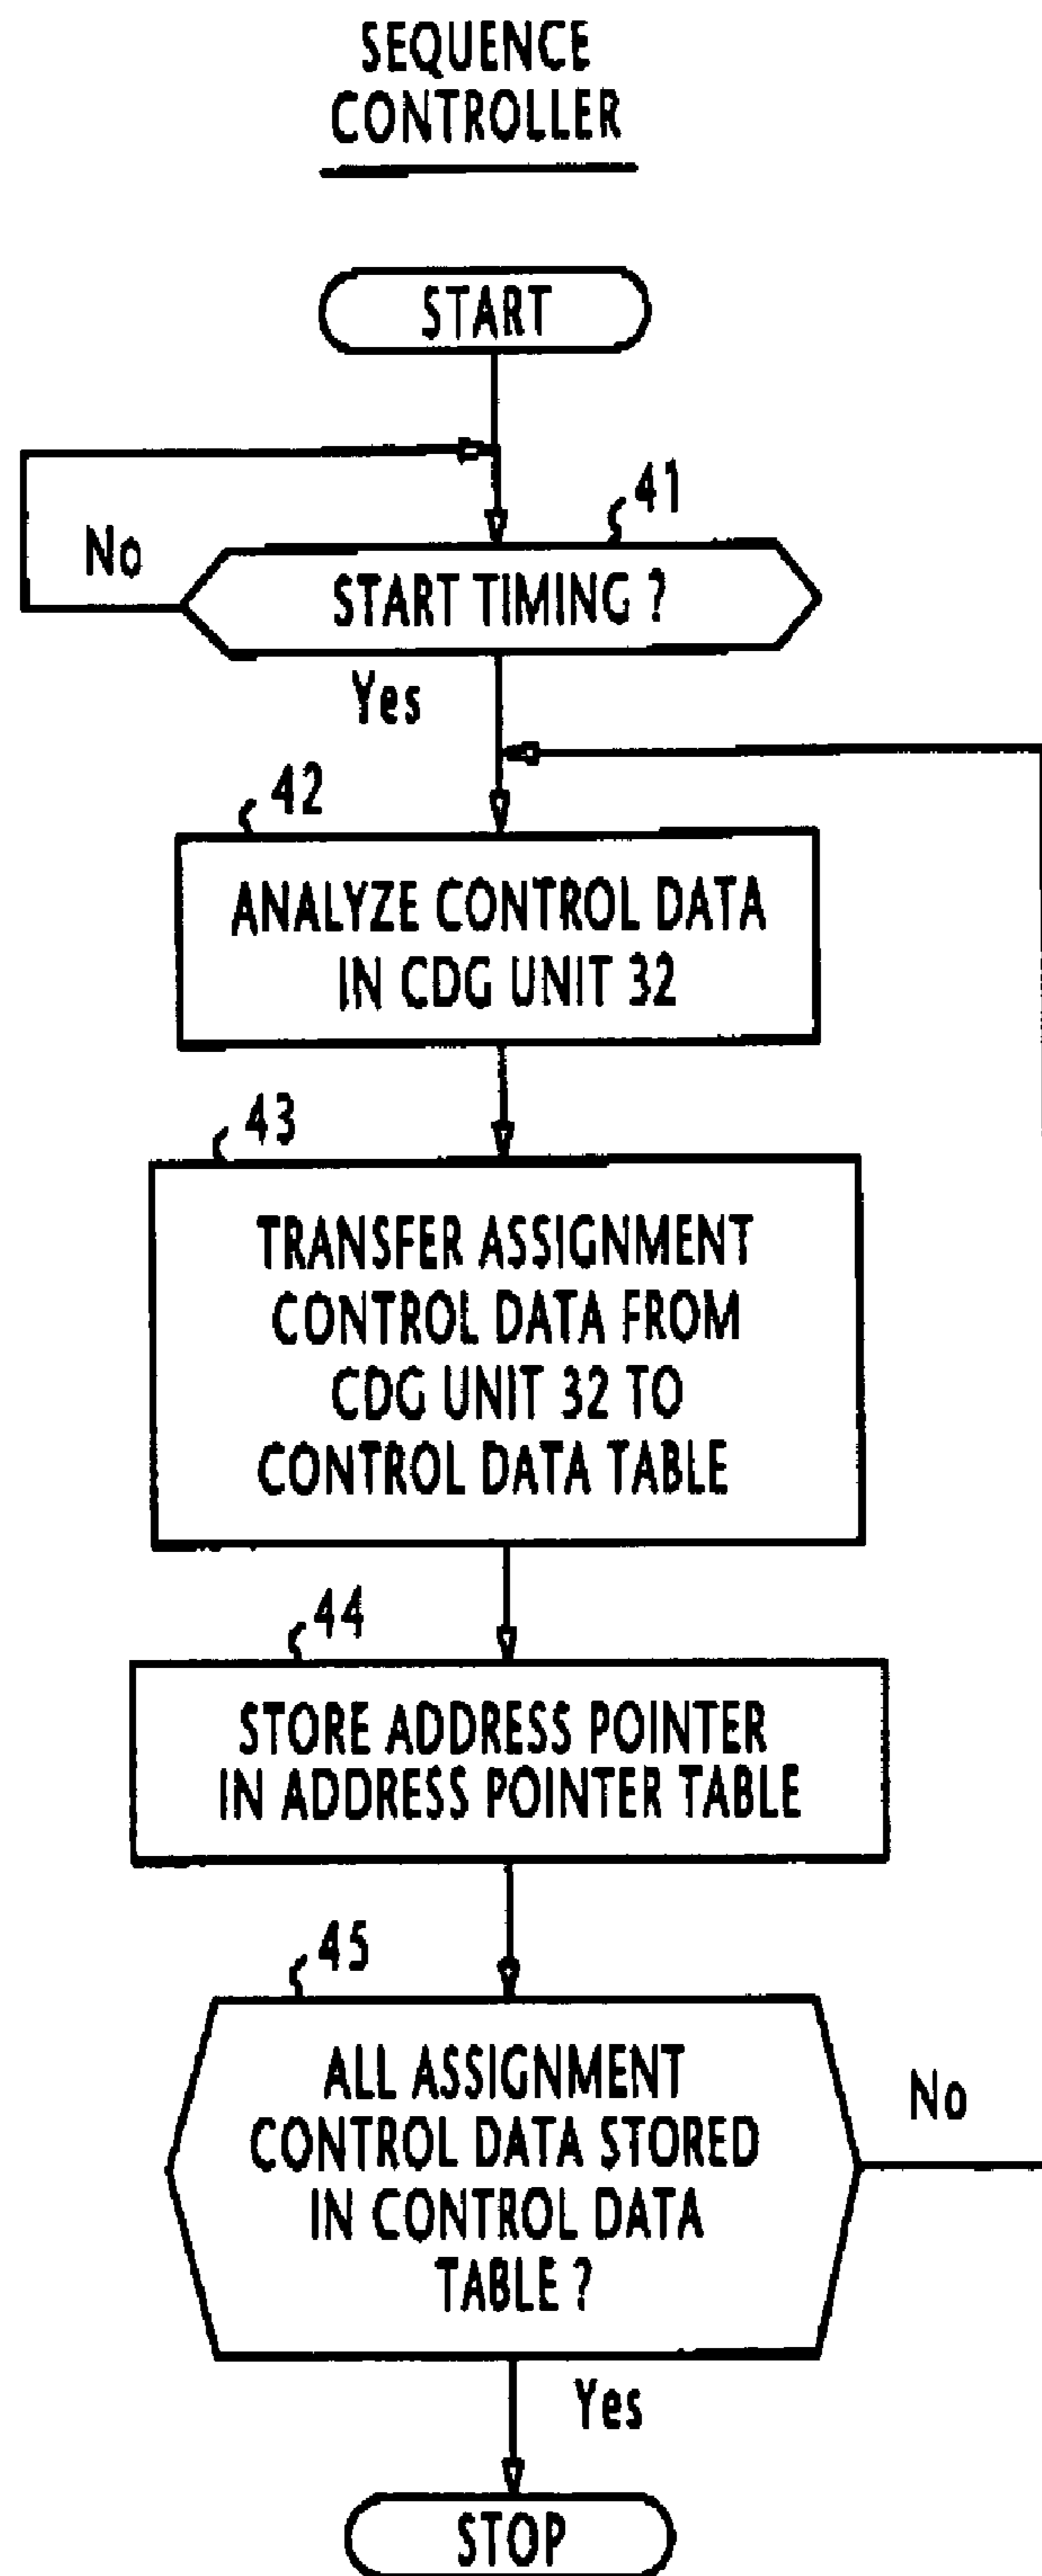 SEQUENCE
CONTROLLER
START
41
No
START TIMING ?
Yes
42
ANALYZE CONTROL DATA
IN CDG UNIT 32
43
TRANSFER ASSIGNMENT
CONTROL DATA FROM
CDG UNIT 32 TO
CONTROL DATA TABLE
44
STORE ADDRESS POINTER
IN ADDRESS POINTER TABLE
45
ALL ASSIGNMENT
CONTROL DATA STORED
IN CONTROL DATA
TABLE ?
No
Yes
STOP